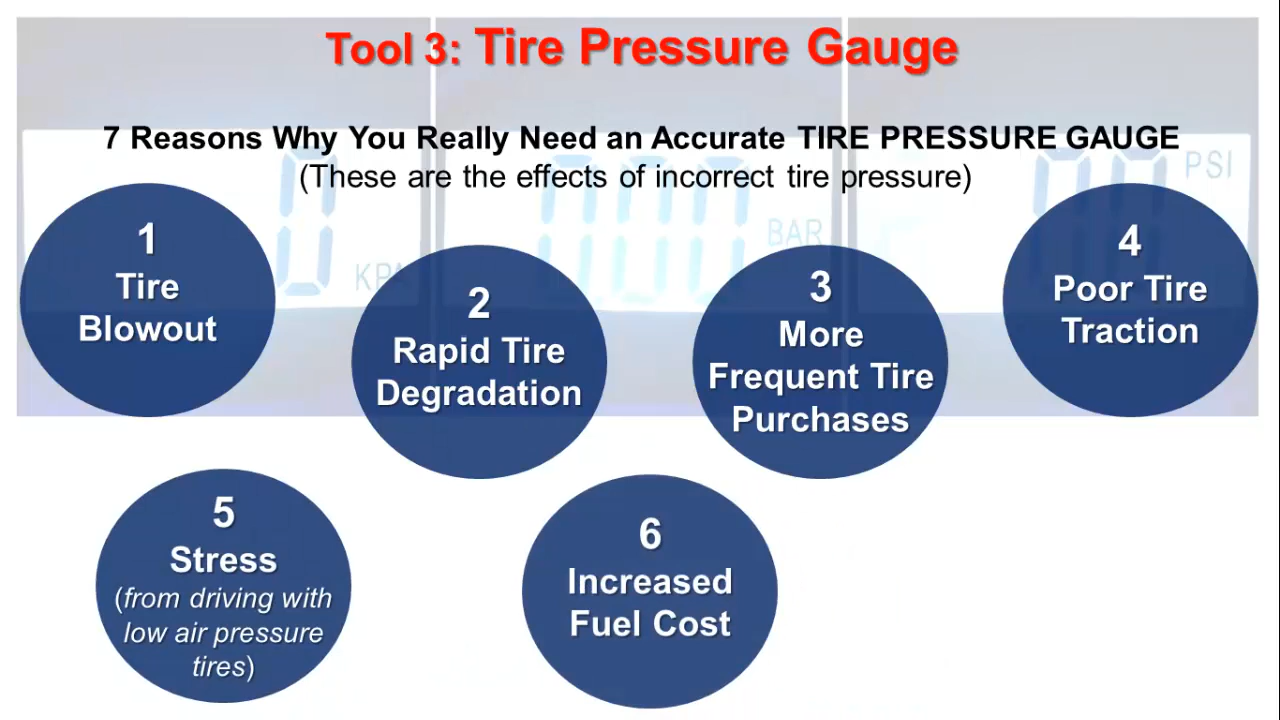 Tool 3: Tire Pressure Gauge
7 Reasons Why You Really Need an Accurate TIRE PRESSURE GAUGE
(These are the effects of incorrect tire pressure)
1
Tire
Blowout
2
Rapid Tire
Degradation
3
More
Frequent Tire
Purchases
4
Poor Tire
Traction
5
Stress
(from driving with
low air pressure
tires)
6
Increased
Fuel Cost
BAR
PSI